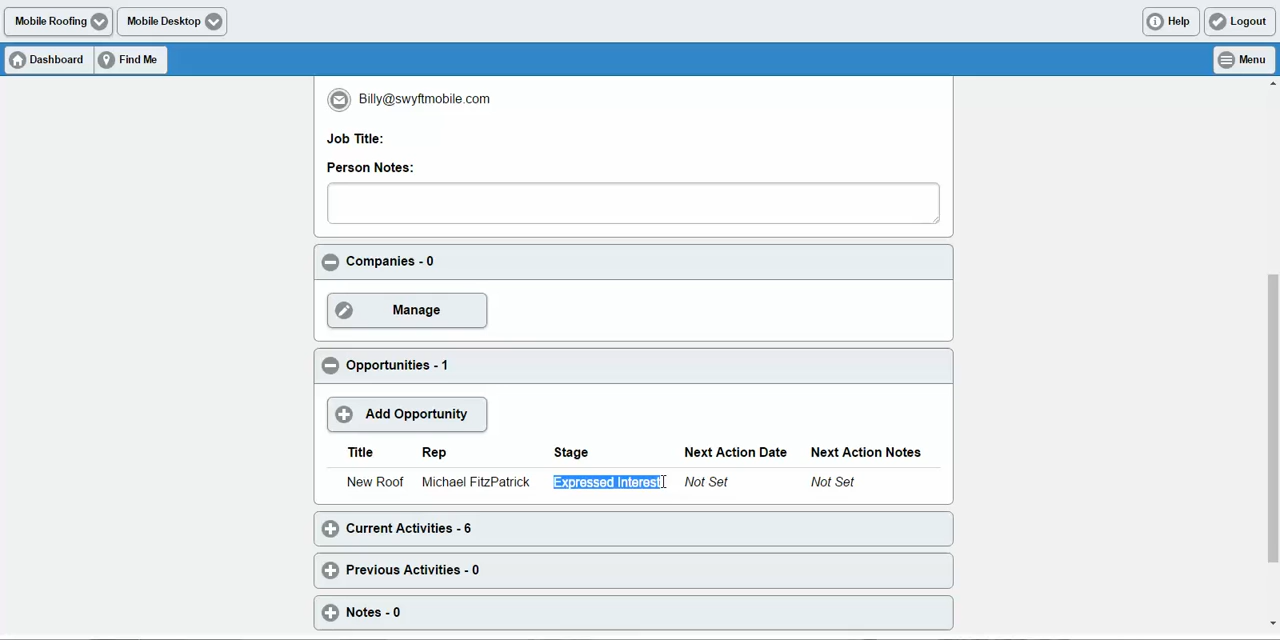 Mobile Roofing Mobile Desktop Help Logout
Dashboard Find Me Menu
Billy@swyftmobile.com
Job Title:
Person Notes:
Companies - 0
Manage
Opportunities - 1
Add Opportunity
Title Rep Stage Next Action Date Next Action Notes
New Roof Michael FitzPatrick Expressed Interest Not Set Not Set
Current Activities - 6
Previous Activities - 0
Notes - 0